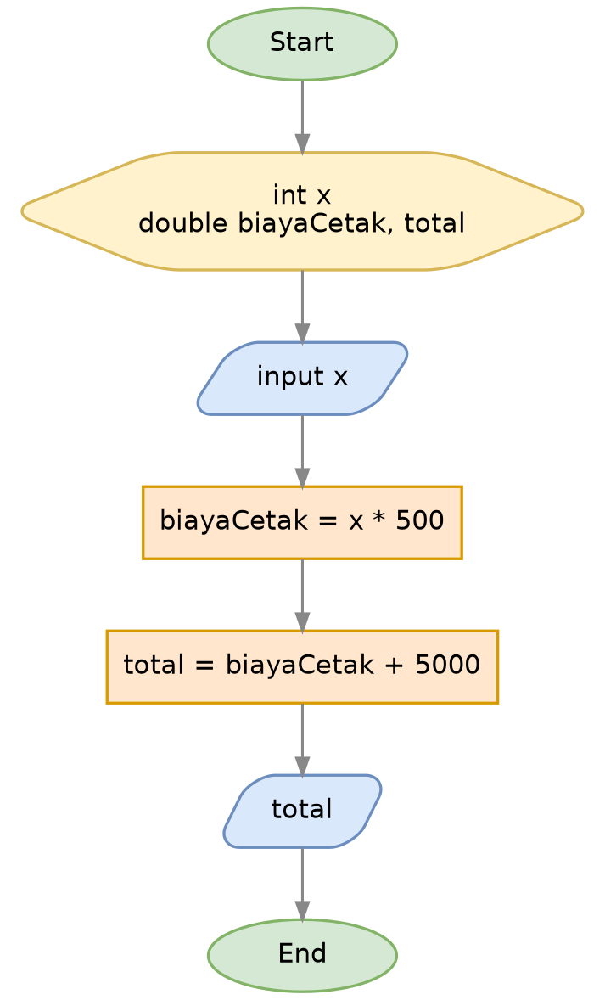 Start
int x
double biayaCetak, total
input x
biayaCetak = x * 500
total = biayaCetak + 5000
total
End